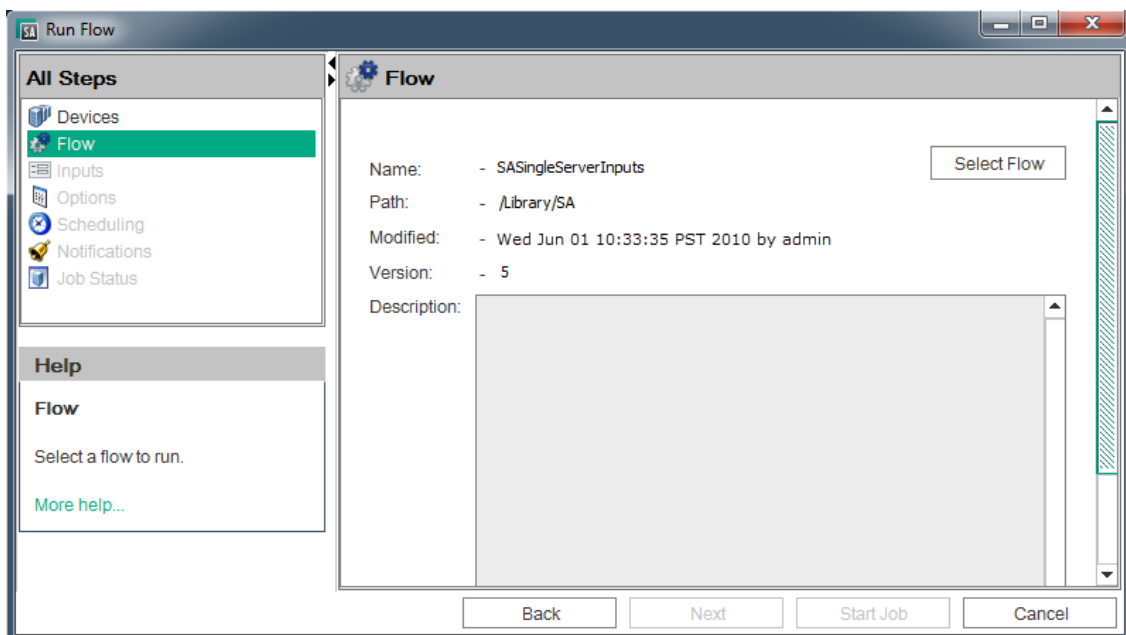 SA Run Flow
All Steps
Devices
Flow
Inputs
Options
Scheduling
Notifications
Job Status
Help
Flow
Select a flow to run.
More help...
Flow
Name: - SASingleServerInputs
Select Flow
Path: - /Library/SA
Modified: - Wed Jun 01 10:33:35 PST 2010 by admin
Version: - 5
Description:
Back Next Start Job Cancel